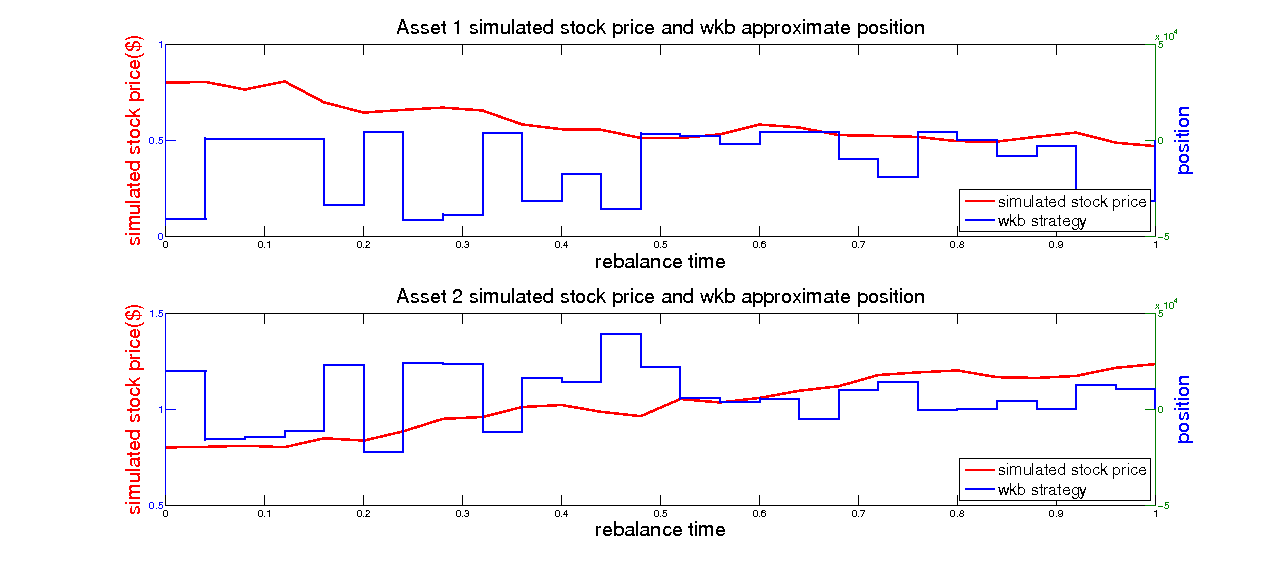 Asset 1 simulated stock price and wkb approximate position
x 10^4
1 5
0.5 0
0 -5
simulated stock price($)
position
simulated stock price
wkb strategy
0 0.1 0.2 0.3 0.4 0.5 0.6 0.7 0.8 0.9 1
rebalance time
Asset 2 simulated stock price and wkb approximate position
x 10^4
1.5 5
1 0
0.5 -5
simulated stock price($)
position
simulated stock price
wkb strategy
0 0.1 0.2 0.3 0.4 0.5 0.6 0.7 0.8 0.9 1
rebalance time